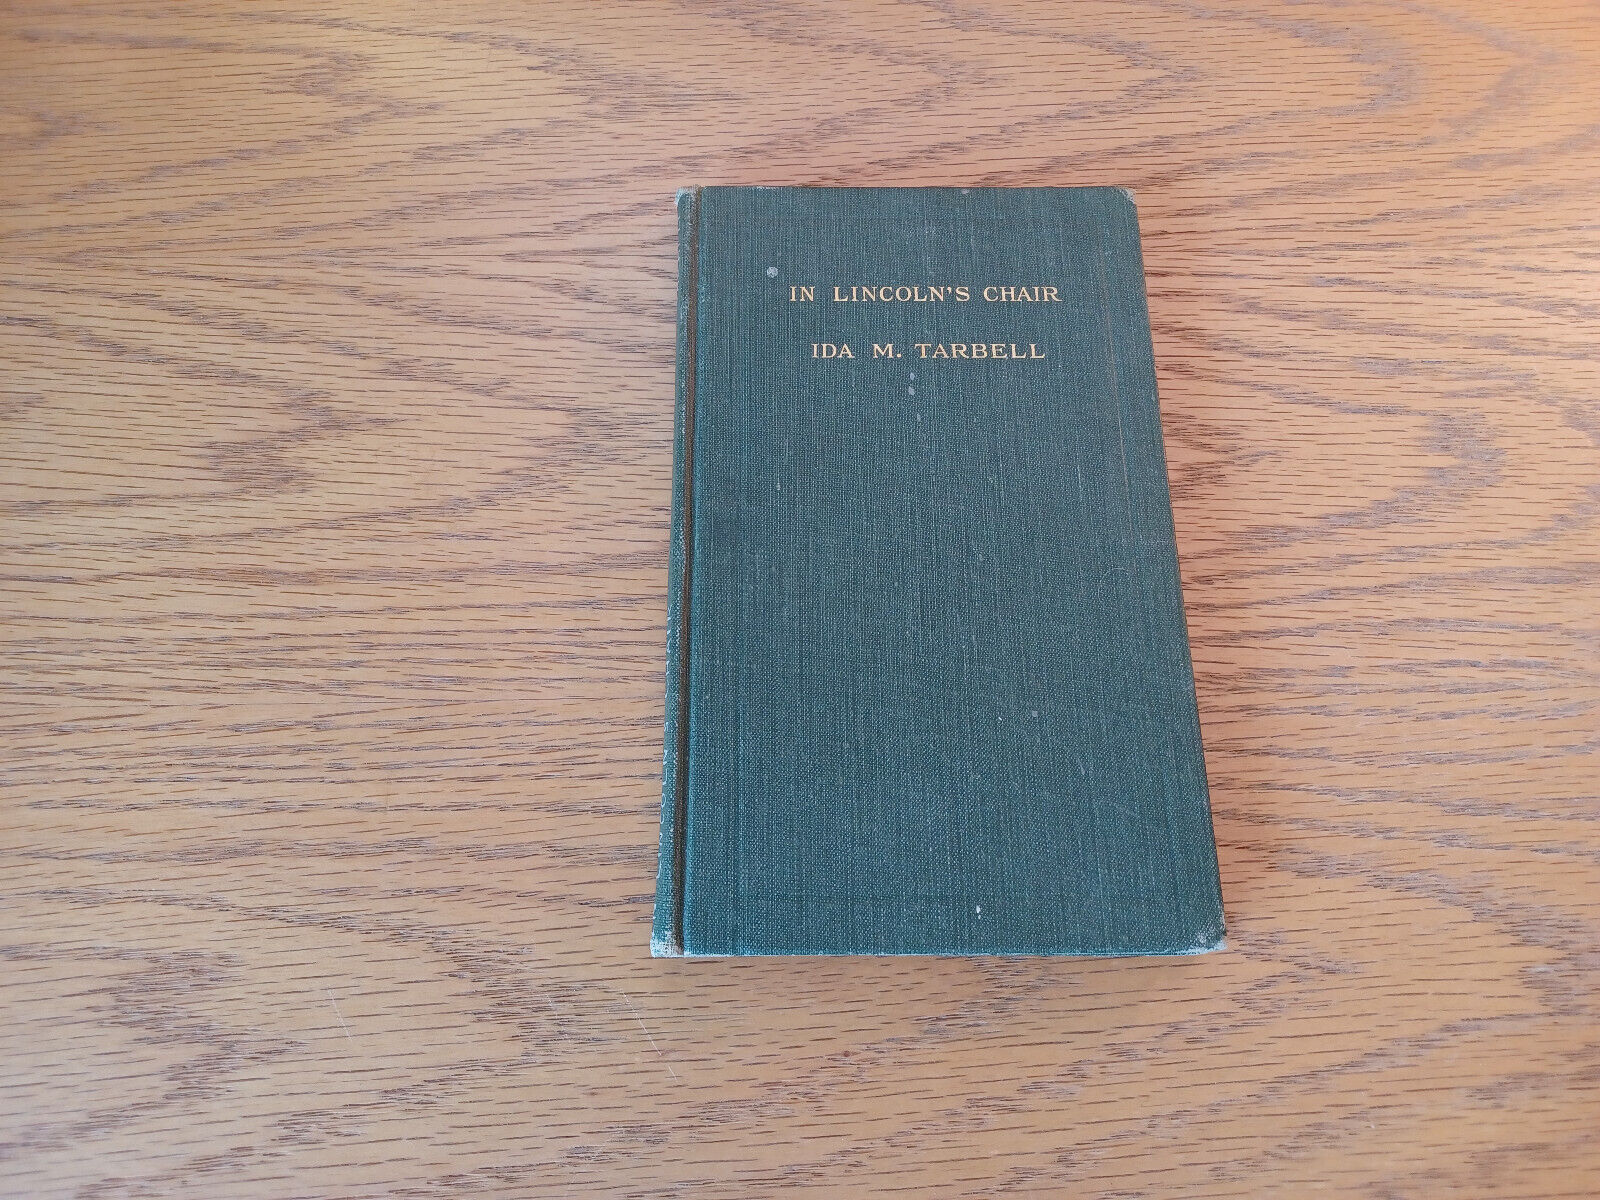 IN LINCOLN'S CHAIR
IDA M. TARBELL